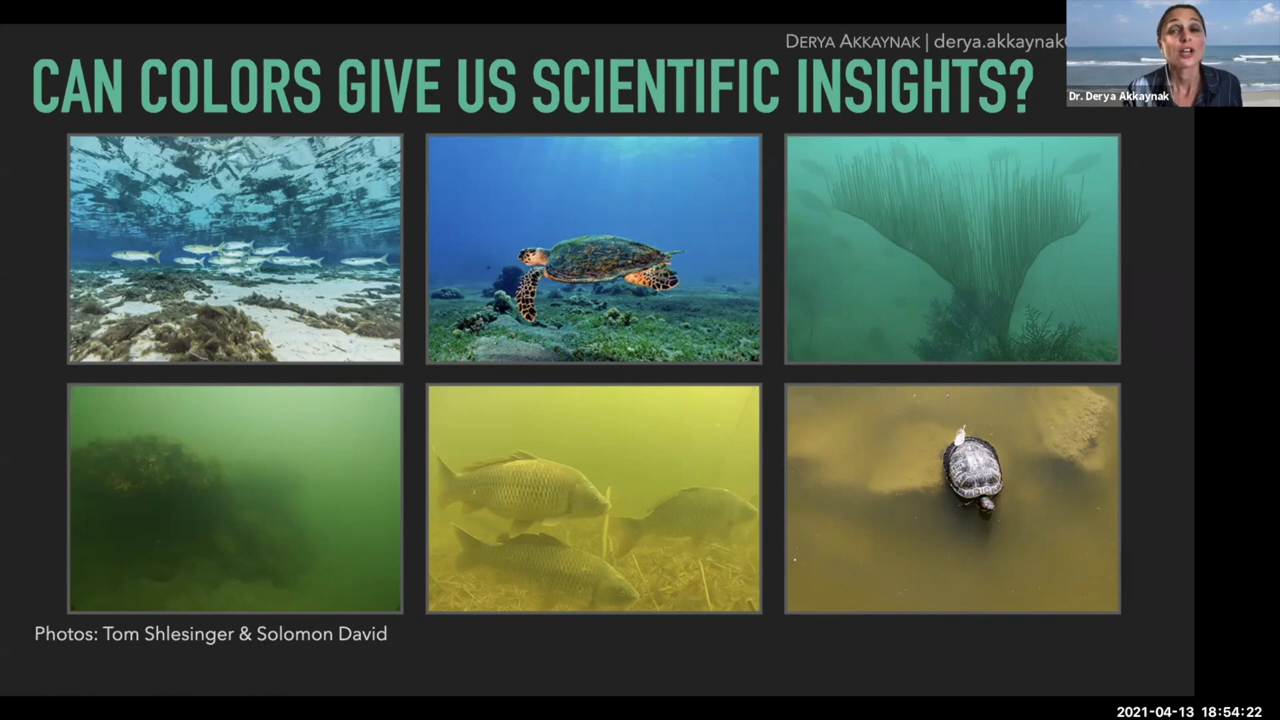 DERYA AKKAYNAK | derya.akkaynak
CAN COLORS GIVE US SCIENTIFIC INSIGHTS?
Dr. Derya Akkaynak
Photos: Tom Shlesinger & Solomon David
2021-04-13 18:54:22